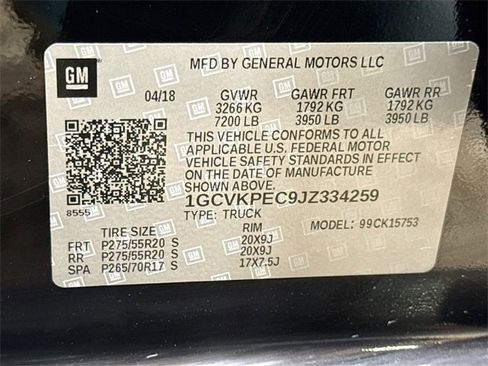 GM
MFD BY GENERAL MOTORS LLC
04/18 GVWR GAWR FRT GAWR RR
3266 KG 1792 KG 1792 KG
7200 LB 3950 LB 3950 LB
THIS VEHICLE CONFORMS TO ALL
APPLICABLE U.S. FEDERAL MOTOR
VEHICLE SAFETY STANDARDS IN EFFECT
ON THE DATE OF MANUFACTURE SHOWN ABOVE.
1GCVKPEC9JZ334259
TYPE: TRUCK
8555
99CK15753
TIRE SIZE RIM
FRT P275/55R20 S 20X9J
RR P275/55R20 S 20X9J
SPA P265/70R17 S 17X7.5J